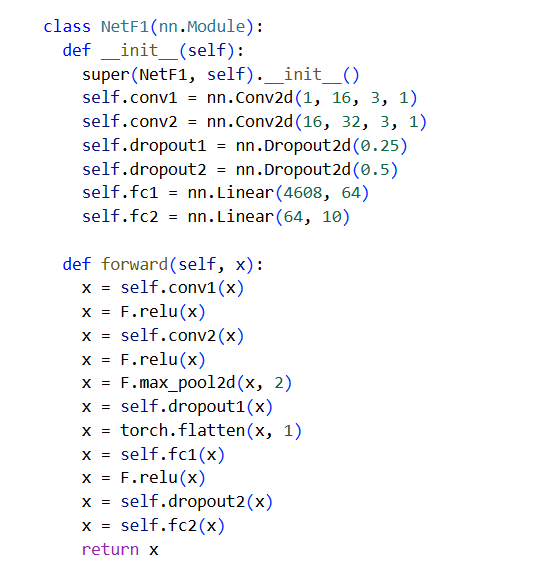 class NetF1(nn.Module):
def __init__(self):
super(NetF1, self).__init__()
self.conv1 = nn.Conv2d(1, 16, 3, 1)
self.conv2 = nn.Conv2d(16, 32, 3, 1)
self.dropout1 = nn.Dropout2d(0.25)
self.dropout2 = nn.Dropout2d(0.5)
self.fc1 = nn.Linear(4608, 64)
self.fc2 = nn.Linear(64, 10)
def forward(self, x):
x = self.conv1(x)
x = F.relu(x)
x = self.conv2(x)
x = F.relu(x)
x = F.max_pool2d(x, 2)
x = self.dropout1(x)
x = torch.flatten(x, 1)
x = self.fc1(x)
x = F.relu(x)
x = self.dropout2(x)
x = self.fc2(x)
return x